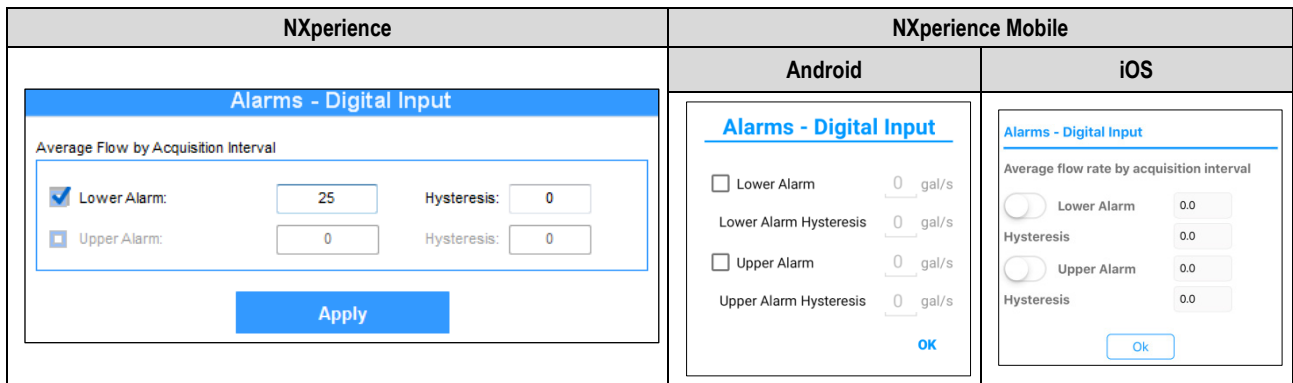 NXperience
NXperience Mobile
Android
iOS
Alarms - Digital Input
Average Flow by Acquisition Interval
Lower Alarm: 25 Hysteresis: 0
Upper Alarm: 0 Hysteresis: 0
Apply
Alarms - Digital Input
Lower Alarm 0 gal/s
Lower Alarm Hysteresis 0 gal/s
Upper Alarm 0 gal/s
Upper Alarm Hysteresis 0 gal/s
OK
Alarms - Digital Input
Average flow rate by acquisition interval
Lower Alarm 0.0
Hysteresis 0.0
Upper Alarm 0.0
Hysteresis 0.0
Ok